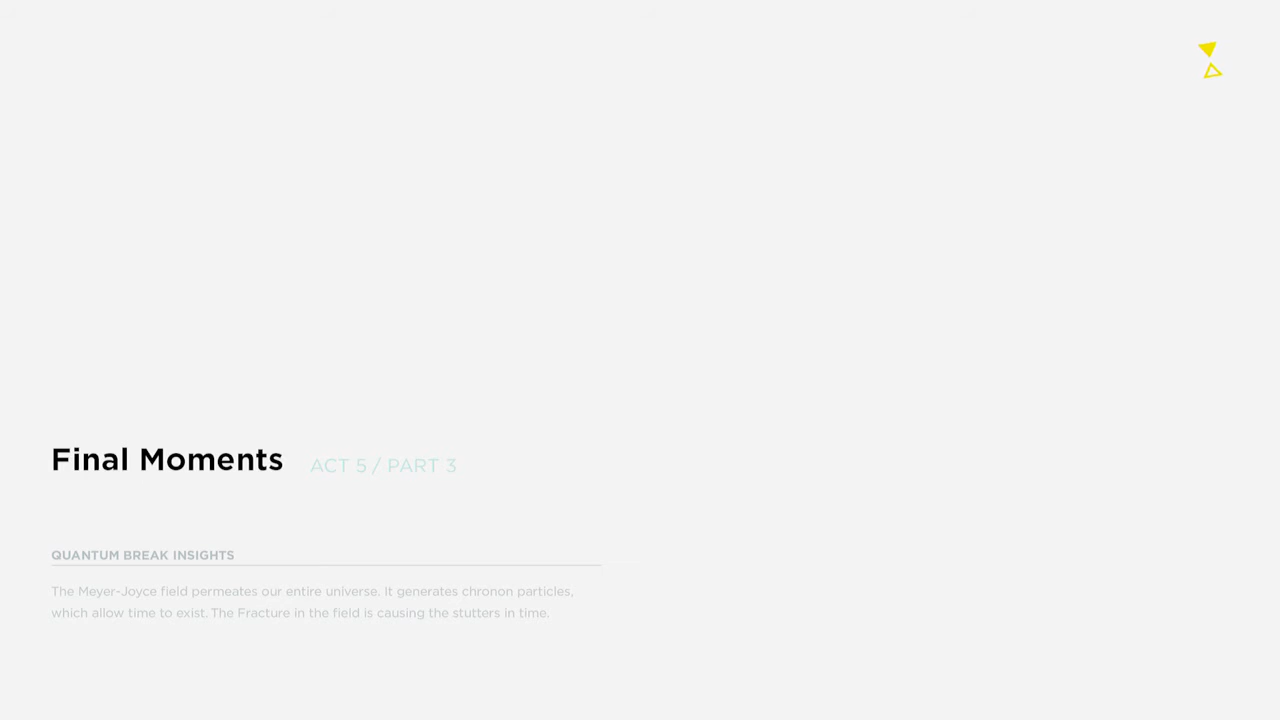 Final Moments ACT 5 / PART 3
QUANTUM BREAK INSIGHTS
The Meyer-Joyce field permeates our entire universe. It generates chronon particles,
which allow time to exist. The Fracture in the field is causing the stutters in time.